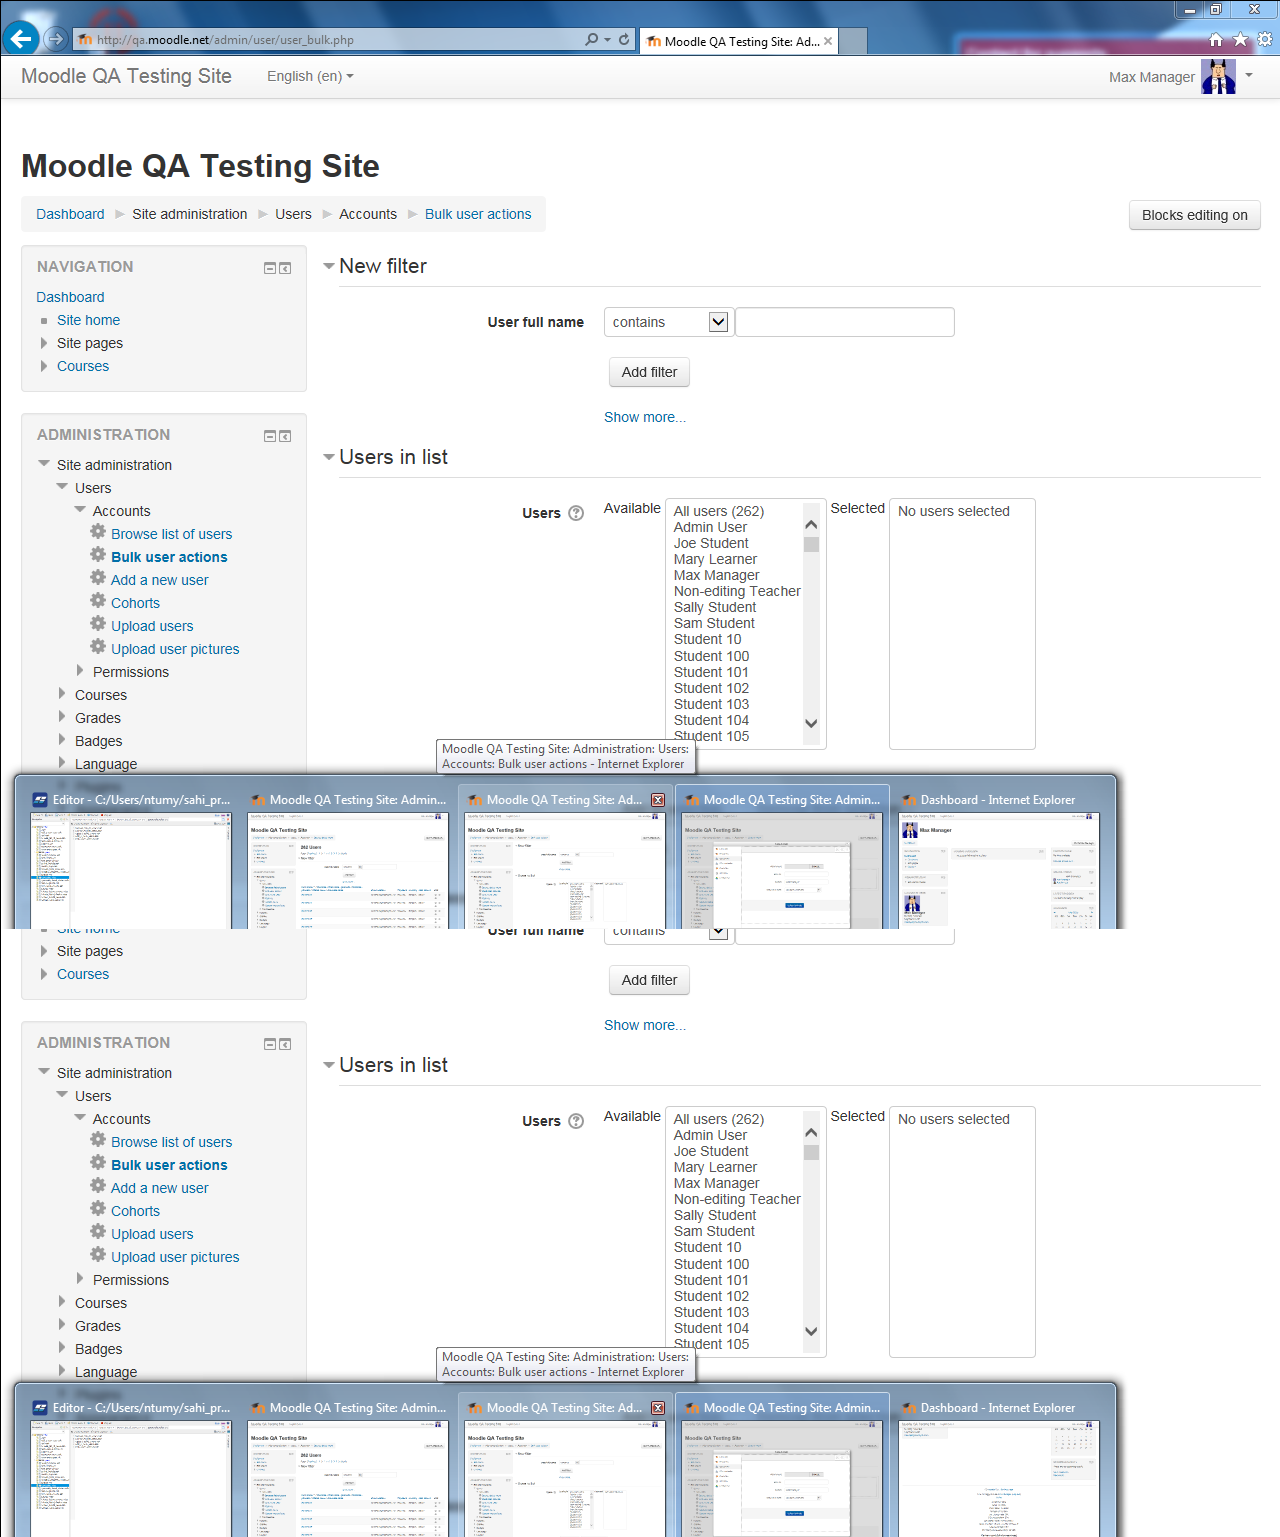 http://qa.moodle.net/admin/user/user_bulk.php
Moodle QA Testing Site: Ad...
Moodle QA Testing Site
English (en)
Max Manager
Moodle QA Testing Site
Dashboard Site administration Users Accounts Bulk user actions
Blocks editing on
NAVIGATION
Dashboard
Site home
Site pages
Courses
ADMINISTRATION
Site administration
Users
Accounts
Browse list of users
Bulk user actions
Add a new user
Cohorts
Upload users
Upload user pictures
Permissions
Courses
Grades
Badges
Language
New filter
User full name contains
Add filter
Show more...
Users in list
Users
Available
All users (262)
Admin User
Joe Student
Mary Learner
Max Manager
Non-editing Teacher
Sally Student
Sam Student
Student 10
Student 100
Student 101
Student 102
Student 103
Student 104
Student 105
Selected
No users selected
Moodle QA Testing Site: Administration: Users:
Accounts: Bulk user actions - Internet Explorer
Editor - C:/Users/ntumy/sahi_pr...
Moodle QA Testing Site: Admin...
Moodle QA Testing Site: Ad...
Moodle QA Testing Site: Admin...
Dashboard - Internet Explorer
Site home
Site pages
Courses
User full name contains
Add filter
Show more...
ADMINISTRATION
Site administration
Users
Accounts
Browse list of users
Bulk user actions
Add a new user
Cohorts
Upload users
Upload user pictures
Permissions
Courses
Grades
Badges
Language
Users in list
Users
Available
All users (262)
Admin User
Joe Student
Mary Learner
Max Manager
Non-editing Teacher
Sally Student
Sam Student
Student 10
Student 100
Student 101
Student 102
Student 103
Student 104
Student 105
Selected
No users selected
Moodle QA Testing Site: Administration: Users:
Accounts: Bulk user actions - Internet Explorer
Editor - C:/Users/ntumy/sahi_pr...
Moodle QA Testing Site: Admin...
Moodle QA Testing Site: Ad...
Moodle QA Testing Site: Admin...
Dashboard - Internet Explorer